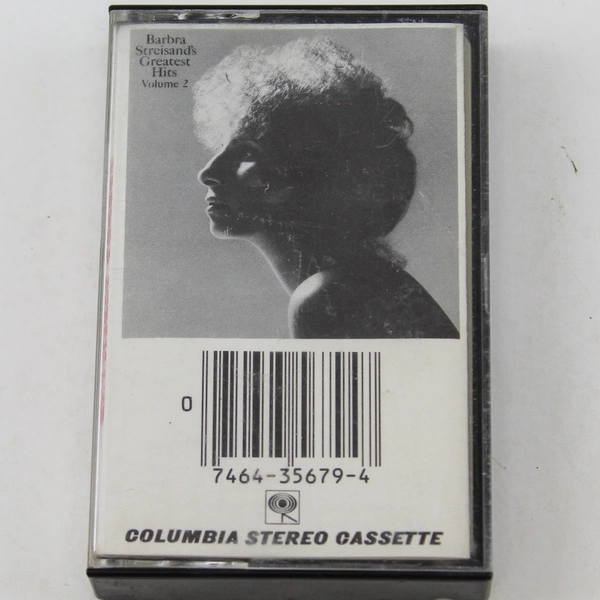 Barbra
Streisand's
Greatest
Hits
Volume 2
0
7464-35679-4
COLUMBIA STEREO CASSETTE